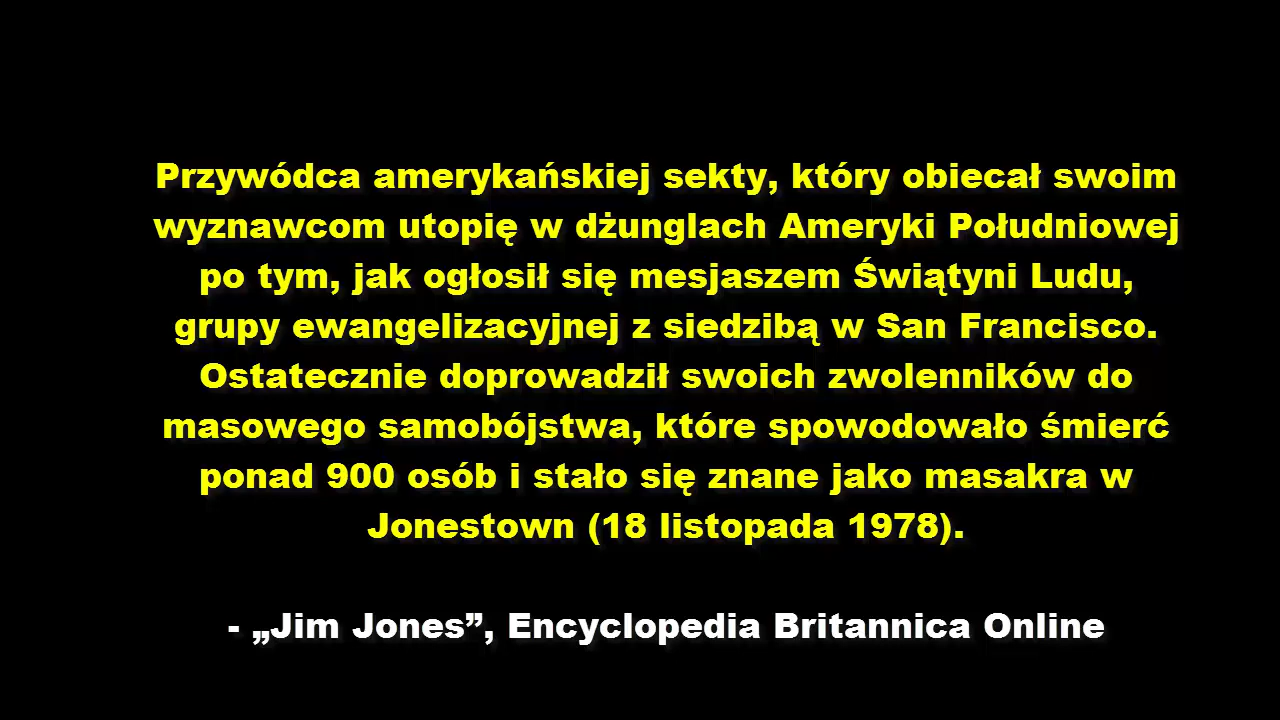 Przywódca amerykańskiej sekty, który obiecał swoim
wyznawcom utopię w dżunglach Ameryki Południowej
po tym, jak ogłosił się mesjaszem Świątyni Ludu,
grupy ewangelizacyjnej z siedzibą w San Francisco.
Ostatecznie doprowadził swoich zwolenników do
masowego samobójstwa, które spowodowało śmierć
ponad 900 osób i stało się znane jako masakra w
Jonestown (18 listopada 1978).
- „Jim Jones”, Encyclopedia Britannica Online